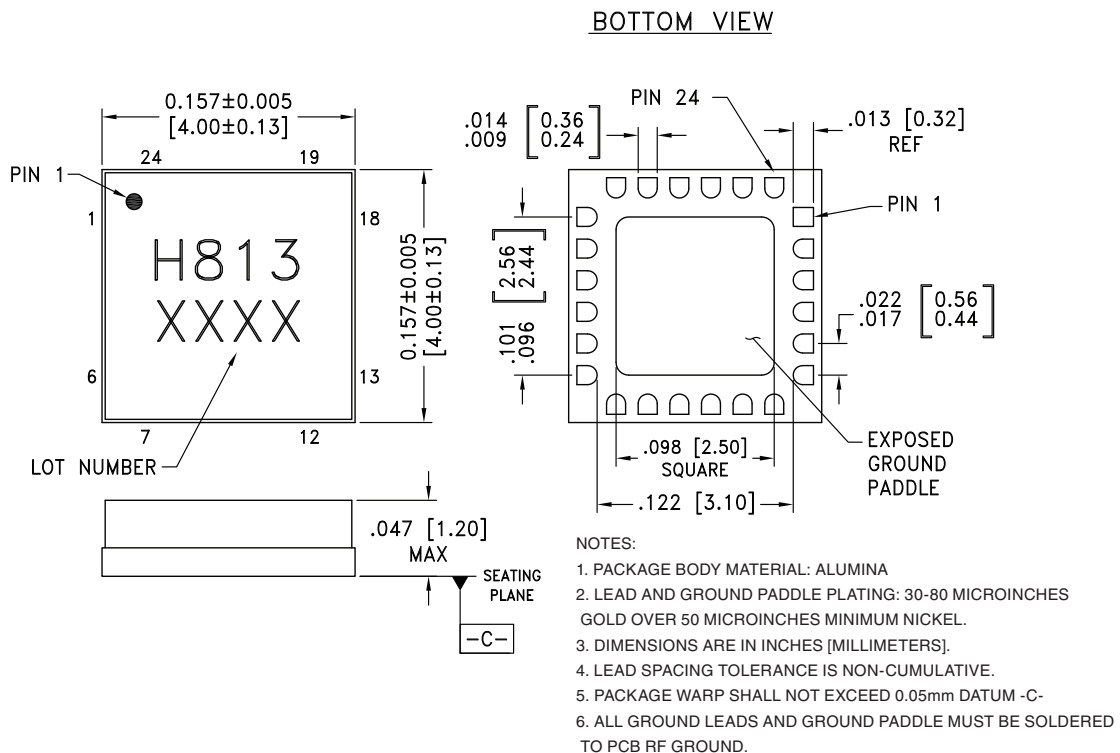 BOTTOM VIEW
0.157±0.005
[4.00±0.13]
24
19
PIN 1
1
18
H813
XXXX
6
13
7
12
0.157±0.005
[4.00±0.13]
LOT NUMBER
.014 [0.36]
.009 [0.24]
PIN 24
.013 [0.32]
REF
PIN 1
[2.56]
[2.44]
.101
.096
.022 [0.56]
.017 [0.44]
.098 [2.50]
SQUARE
EXPOSED
GROUND
PADDLE
.122 [3.10]
.047 [1.20]
MAX
SEATING
PLANE
-C-
NOTES:
1. PACKAGE BODY MATERIAL: ALUMINA
2. LEAD AND GROUND PADDLE PLATING: 30-80 MICROINCHES
GOLD OVER 50 MICROINCHES MINIMUM NICKEL.
3. DIMENSIONS ARE IN INCHES [MILLIMETERS].
4. LEAD SPACING TOLERANCE IS NON-CUMULATIVE.
5. PACKAGE WARP SHALL NOT EXCEED 0.05mm DATUM -C-
6. ALL GROUND LEADS AND GROUND PADDLE MUST BE SOLDERED
TO PCB RF GROUND.